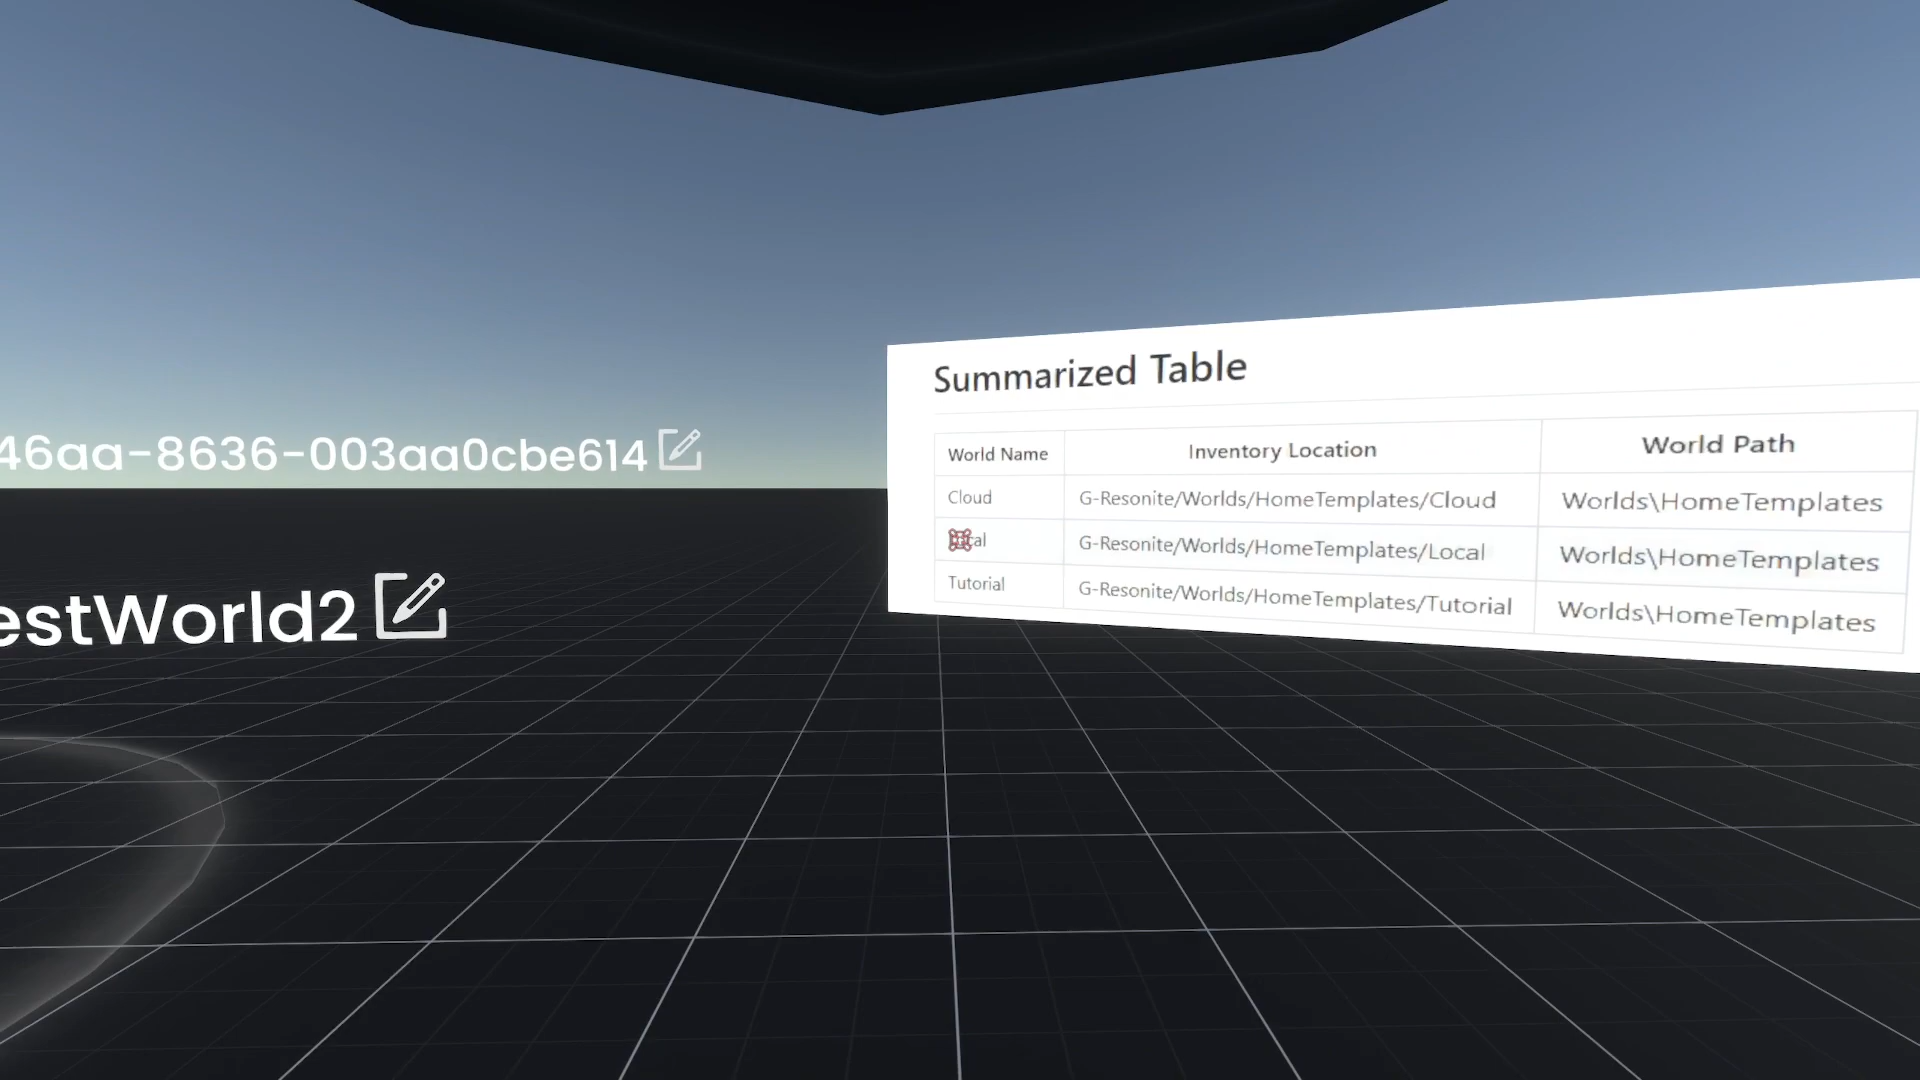 46aa-8636-003aa0cbe614
estWorld2
Summarized Table
World Name Inventory Location World Path
Cloud G-Resonite/Worlds/HomeTemplates/Cloud Worlds\HomeTemplates
G-Resonite/Worlds/HomeTemplates/Local Worlds\HomeTemplates
Tutorial G-Resonite/Worlds/HomeTemplates/Tutorial Worlds\HomeTemplates